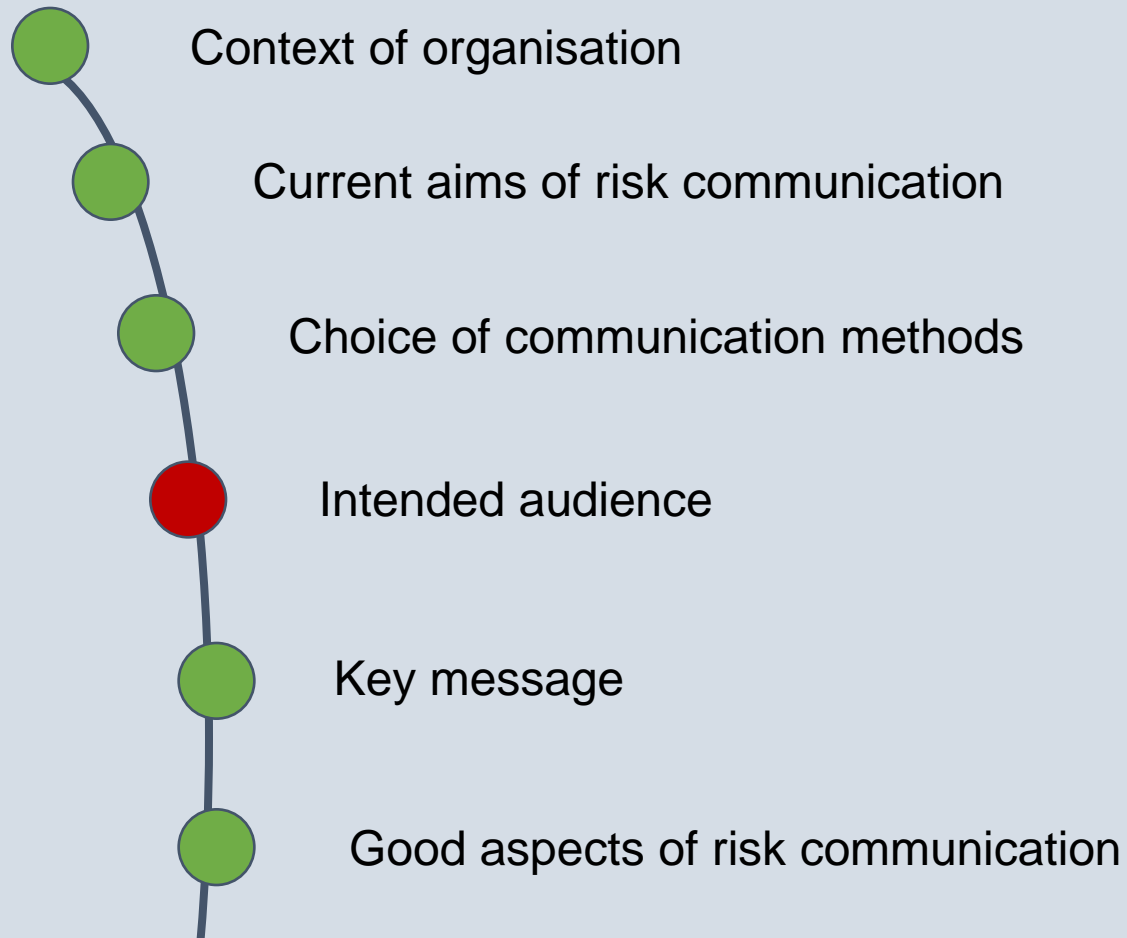 Context of organisation
Current aims of risk communication
Choice of communication methods
Intended audience
Key message
Good aspects of risk communication